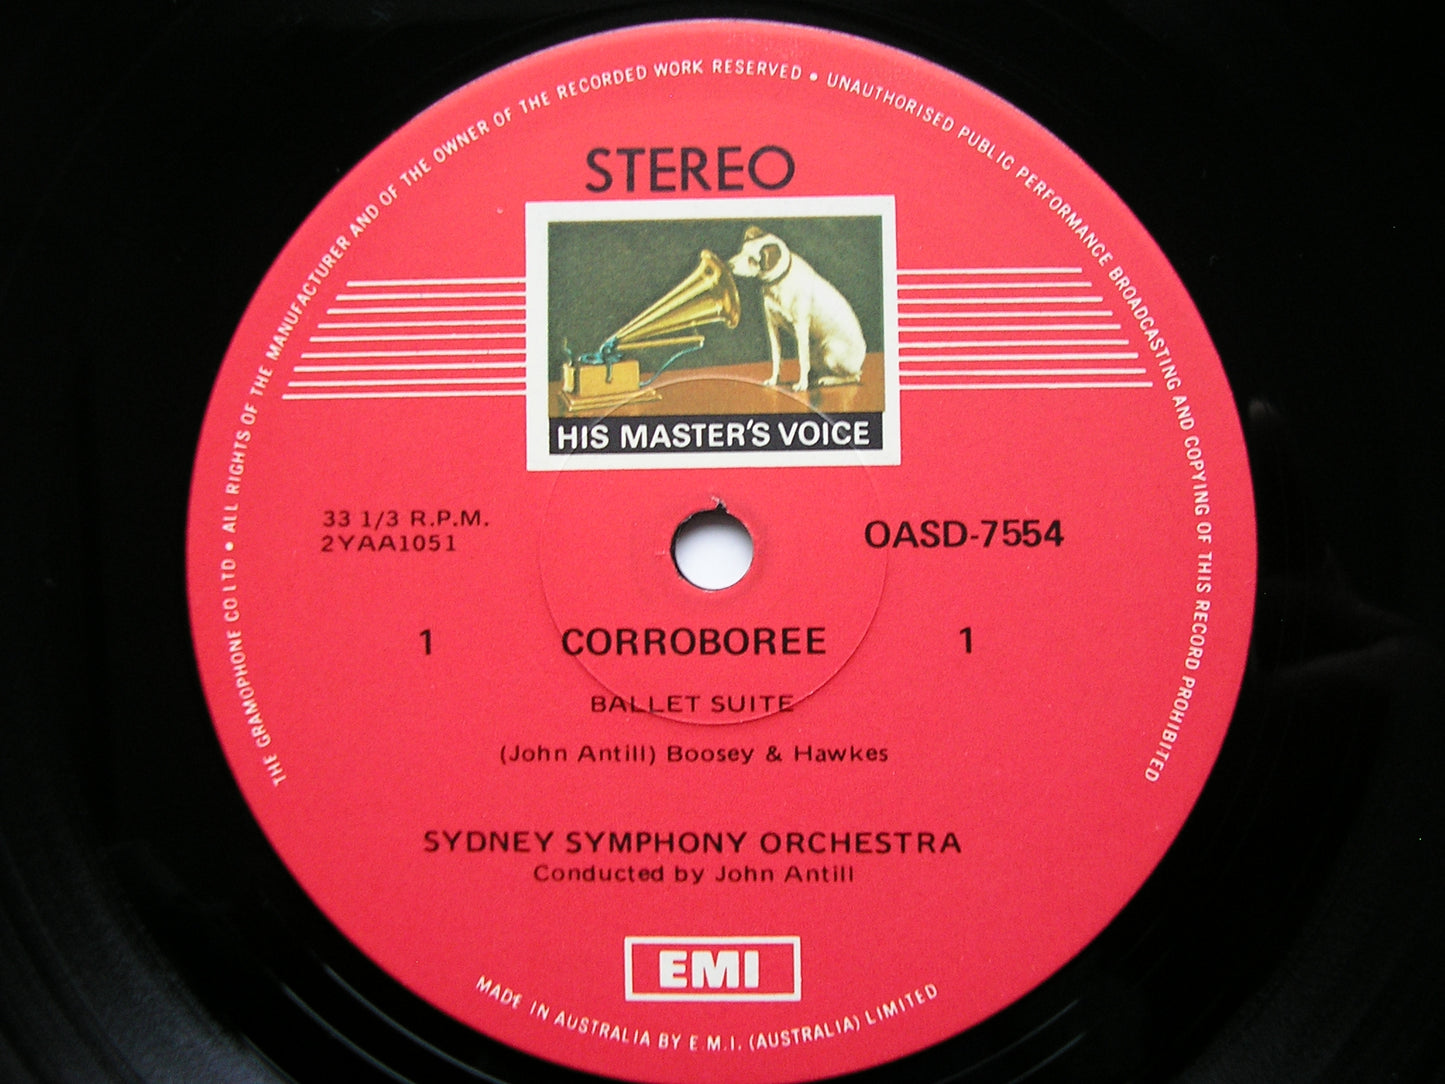 THE GRAMOPHONE CO LTD • ALL RIGHTS OF THE MANUFACTURER AND OF THE OWNER OF THE RECORDED WORK RESERVED • UNAUTHORISED PUBLIC PERFORMANCE BROADCASTING AND COPYING OF THIS RECORD PROHIBITED
STEREO
HIS MASTER'S VOICE
33 1/3 R.P.M.
2YAA1051
OASD-7554
1 CORROBOREE 1
BALLET SUITE
(John Antill) Boosey & Hawkes
SYDNEY SYMPHONY ORCHESTRA
Conducted by John Antill
EMI
MADE IN AUSTRALIA BY E.M.I. (AUSTRALIA) LIMITED